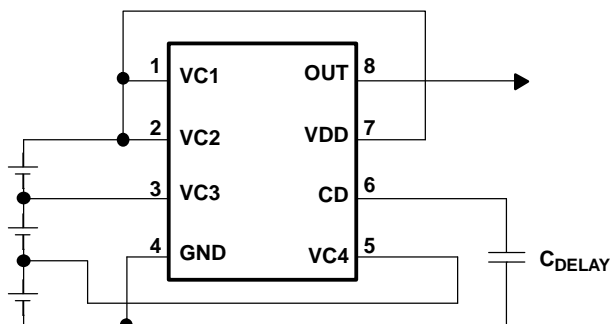 1 VC1 OUT 8
2 VC2 VDD 7
3 VC3 CD 6
4 GND VC4 5
CDELAY